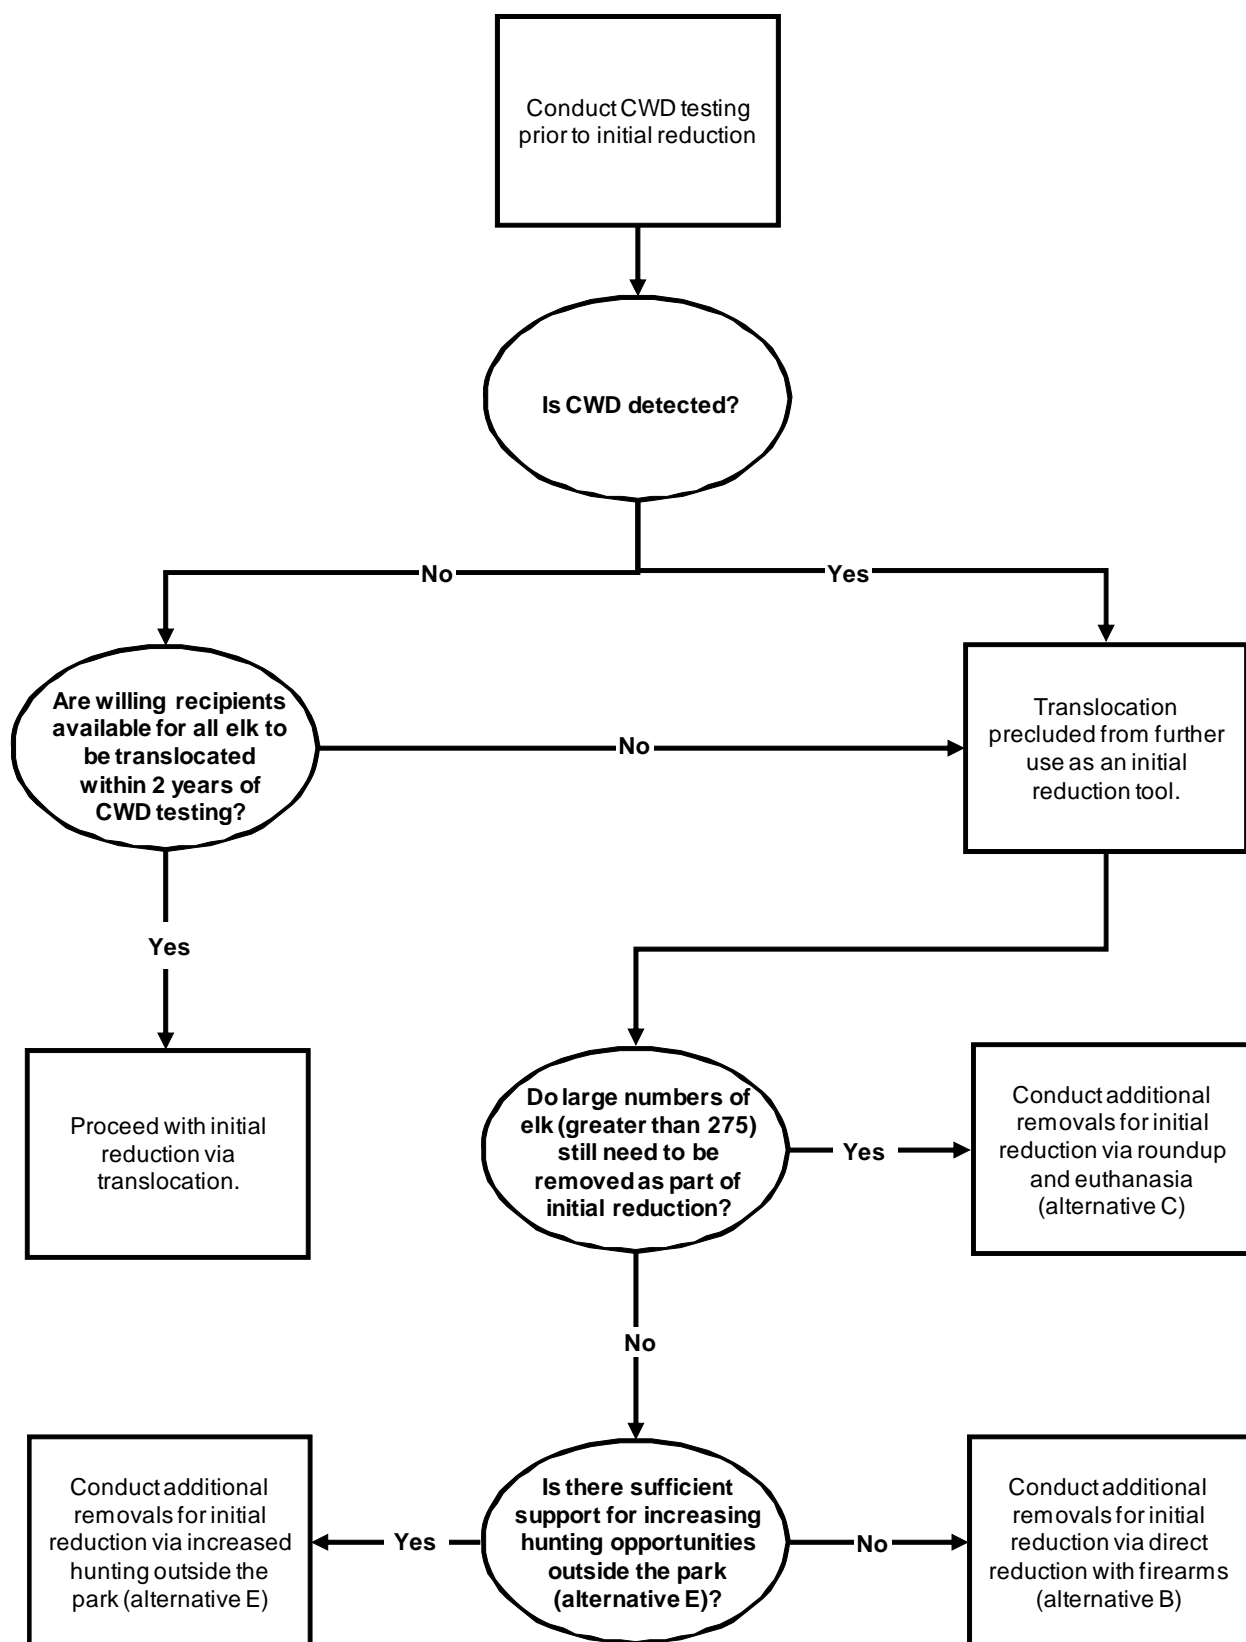 Conduct CWD testing
prior to initial reduction
Is CWD detected?
No
Yes
Are willing recipients
available for all elk to
be translocated
within 2 years of
CWD testing?
No
Translocation
precluded from further
use as an initial
reduction tool.
Yes
Proceed with initial
reduction via
translocation.
Do large numbers of
elk (greater than 275)
still need to be
removed as part of
initial reduction?
Yes
Conduct additional
removals for initial
reduction via roundup
and euthanasia
(alternative C)
No
Conduct additional
removals for initial
reduction via increased
hunting outside the
park (alternative E)
Yes
Is there sufficient
support for increasing
hunting opportunities
outside the park
(alternative E)?
No
Conduct additional
removals for initial
reduction via direct
reduction with firearms
(alternative B)